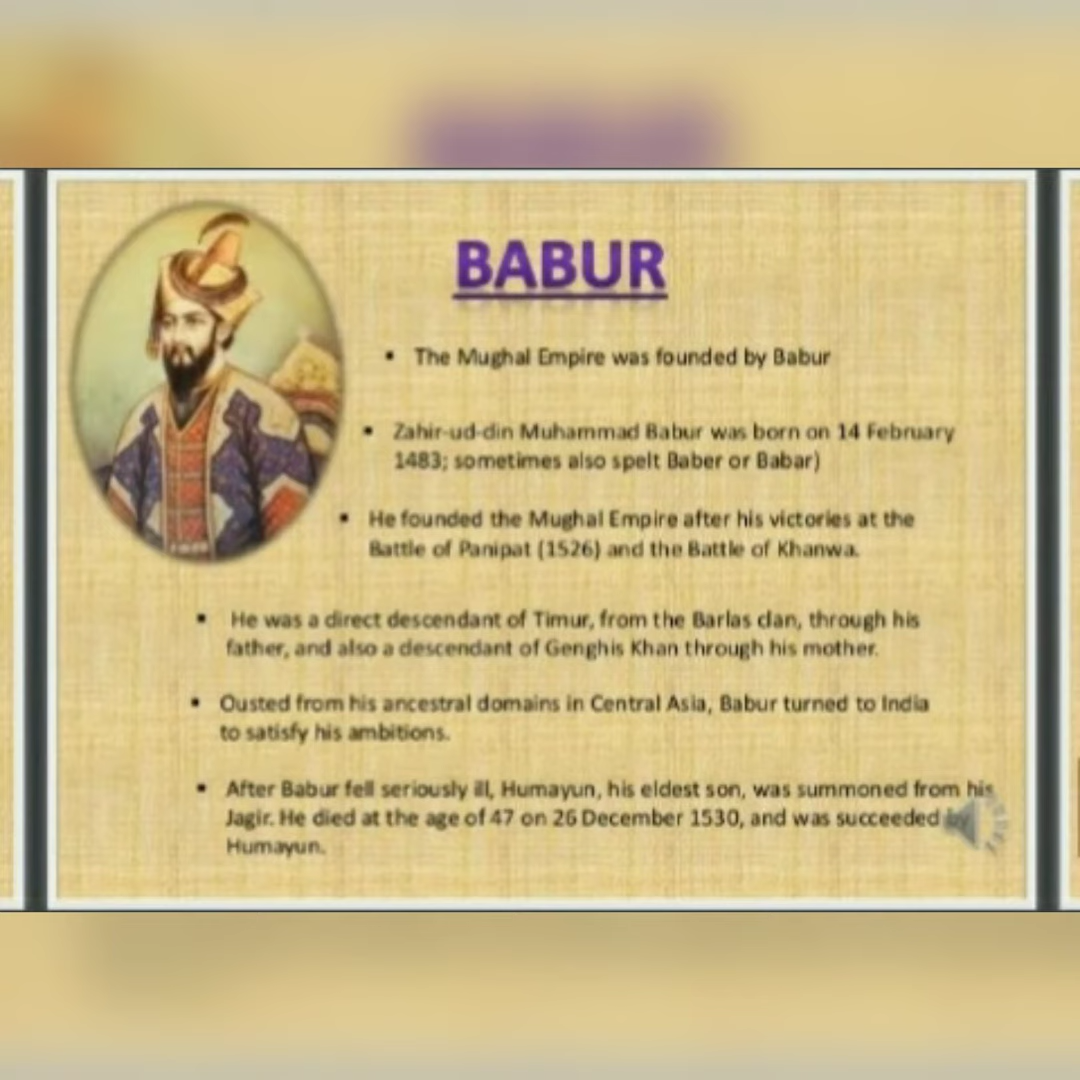 BABUR
▪ The Mughal Empire was founded by Babur
▪ Zahir-ud-din Muhammad Babur was born on 14 February
1483; sometimes also spelt Baber or Babar)
▪ He founded the Mughal Empire after his victories at the
Battle of Panipat (1526) and the Battle of Khanwa.
▪ He was a direct descendant of Timur, from the Barlas clan, through his
father, and also a descendant of Genghis Khan through his mother.
▪ Ousted from his ancestral domains in Central Asia, Babur turned to India
to satisfy his ambitions.
▪ After Babur fell seriously ill, Humayun, his eldest son, was summoned from his
Jagir. He died at the age of 47 on 26 December 1530, and was succeeded by
Humayun.